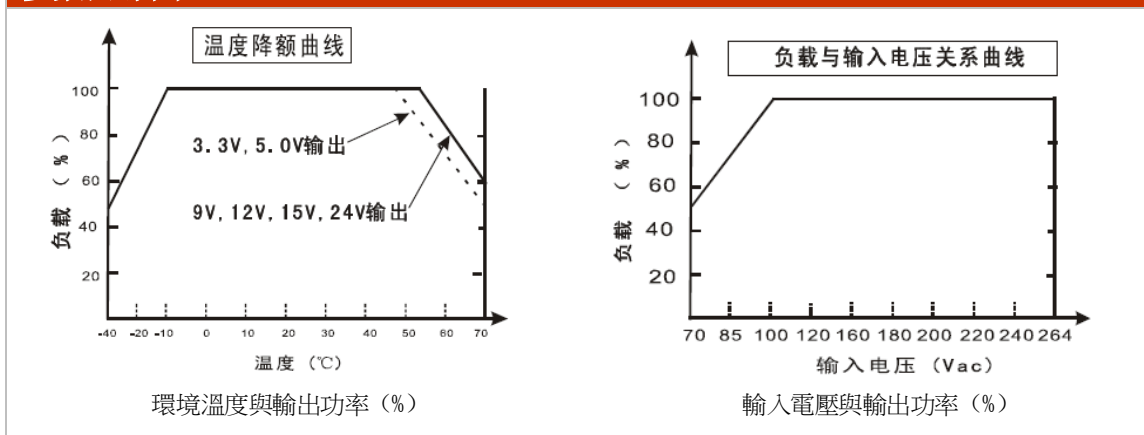 温度降额曲线
100
80
60
40
20
负载（%）
3.3V,5.0V输出
9V,12V,15V,24V输出
-40 -20 -10 0 10 20 30 40 50 60 70
温度（℃）
環境溫度與輸出功率（%）
负载与输入电压关系曲线
100
80
60
40
20
负载（%）
70 85 100 120 160 180 200 220 240 264
输入电压（Vac）
輸入電壓與輸出功率（%）